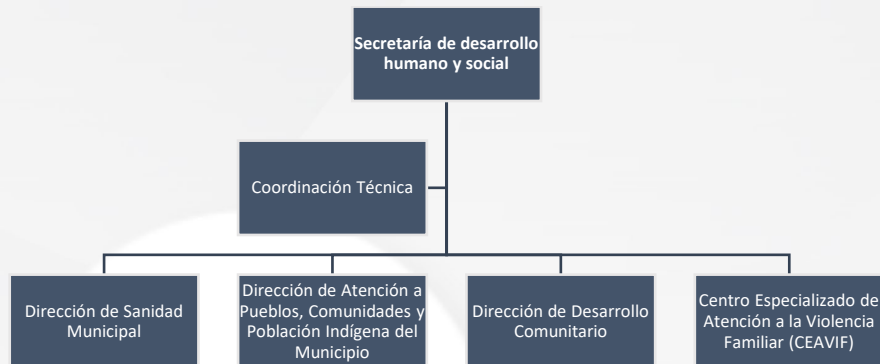 Secretaría de desarrollo
humano y social
Coordinación Técnica
Dirección de Sanidad
Municipal
Dirección de Atención a
Pueblos, Comunidades y
Población Indígena del
Municipio
Dirección de Desarrollo
Comunitario
Centro Especializado de
Atención a la Violencia
Familiar (CEAVIF)